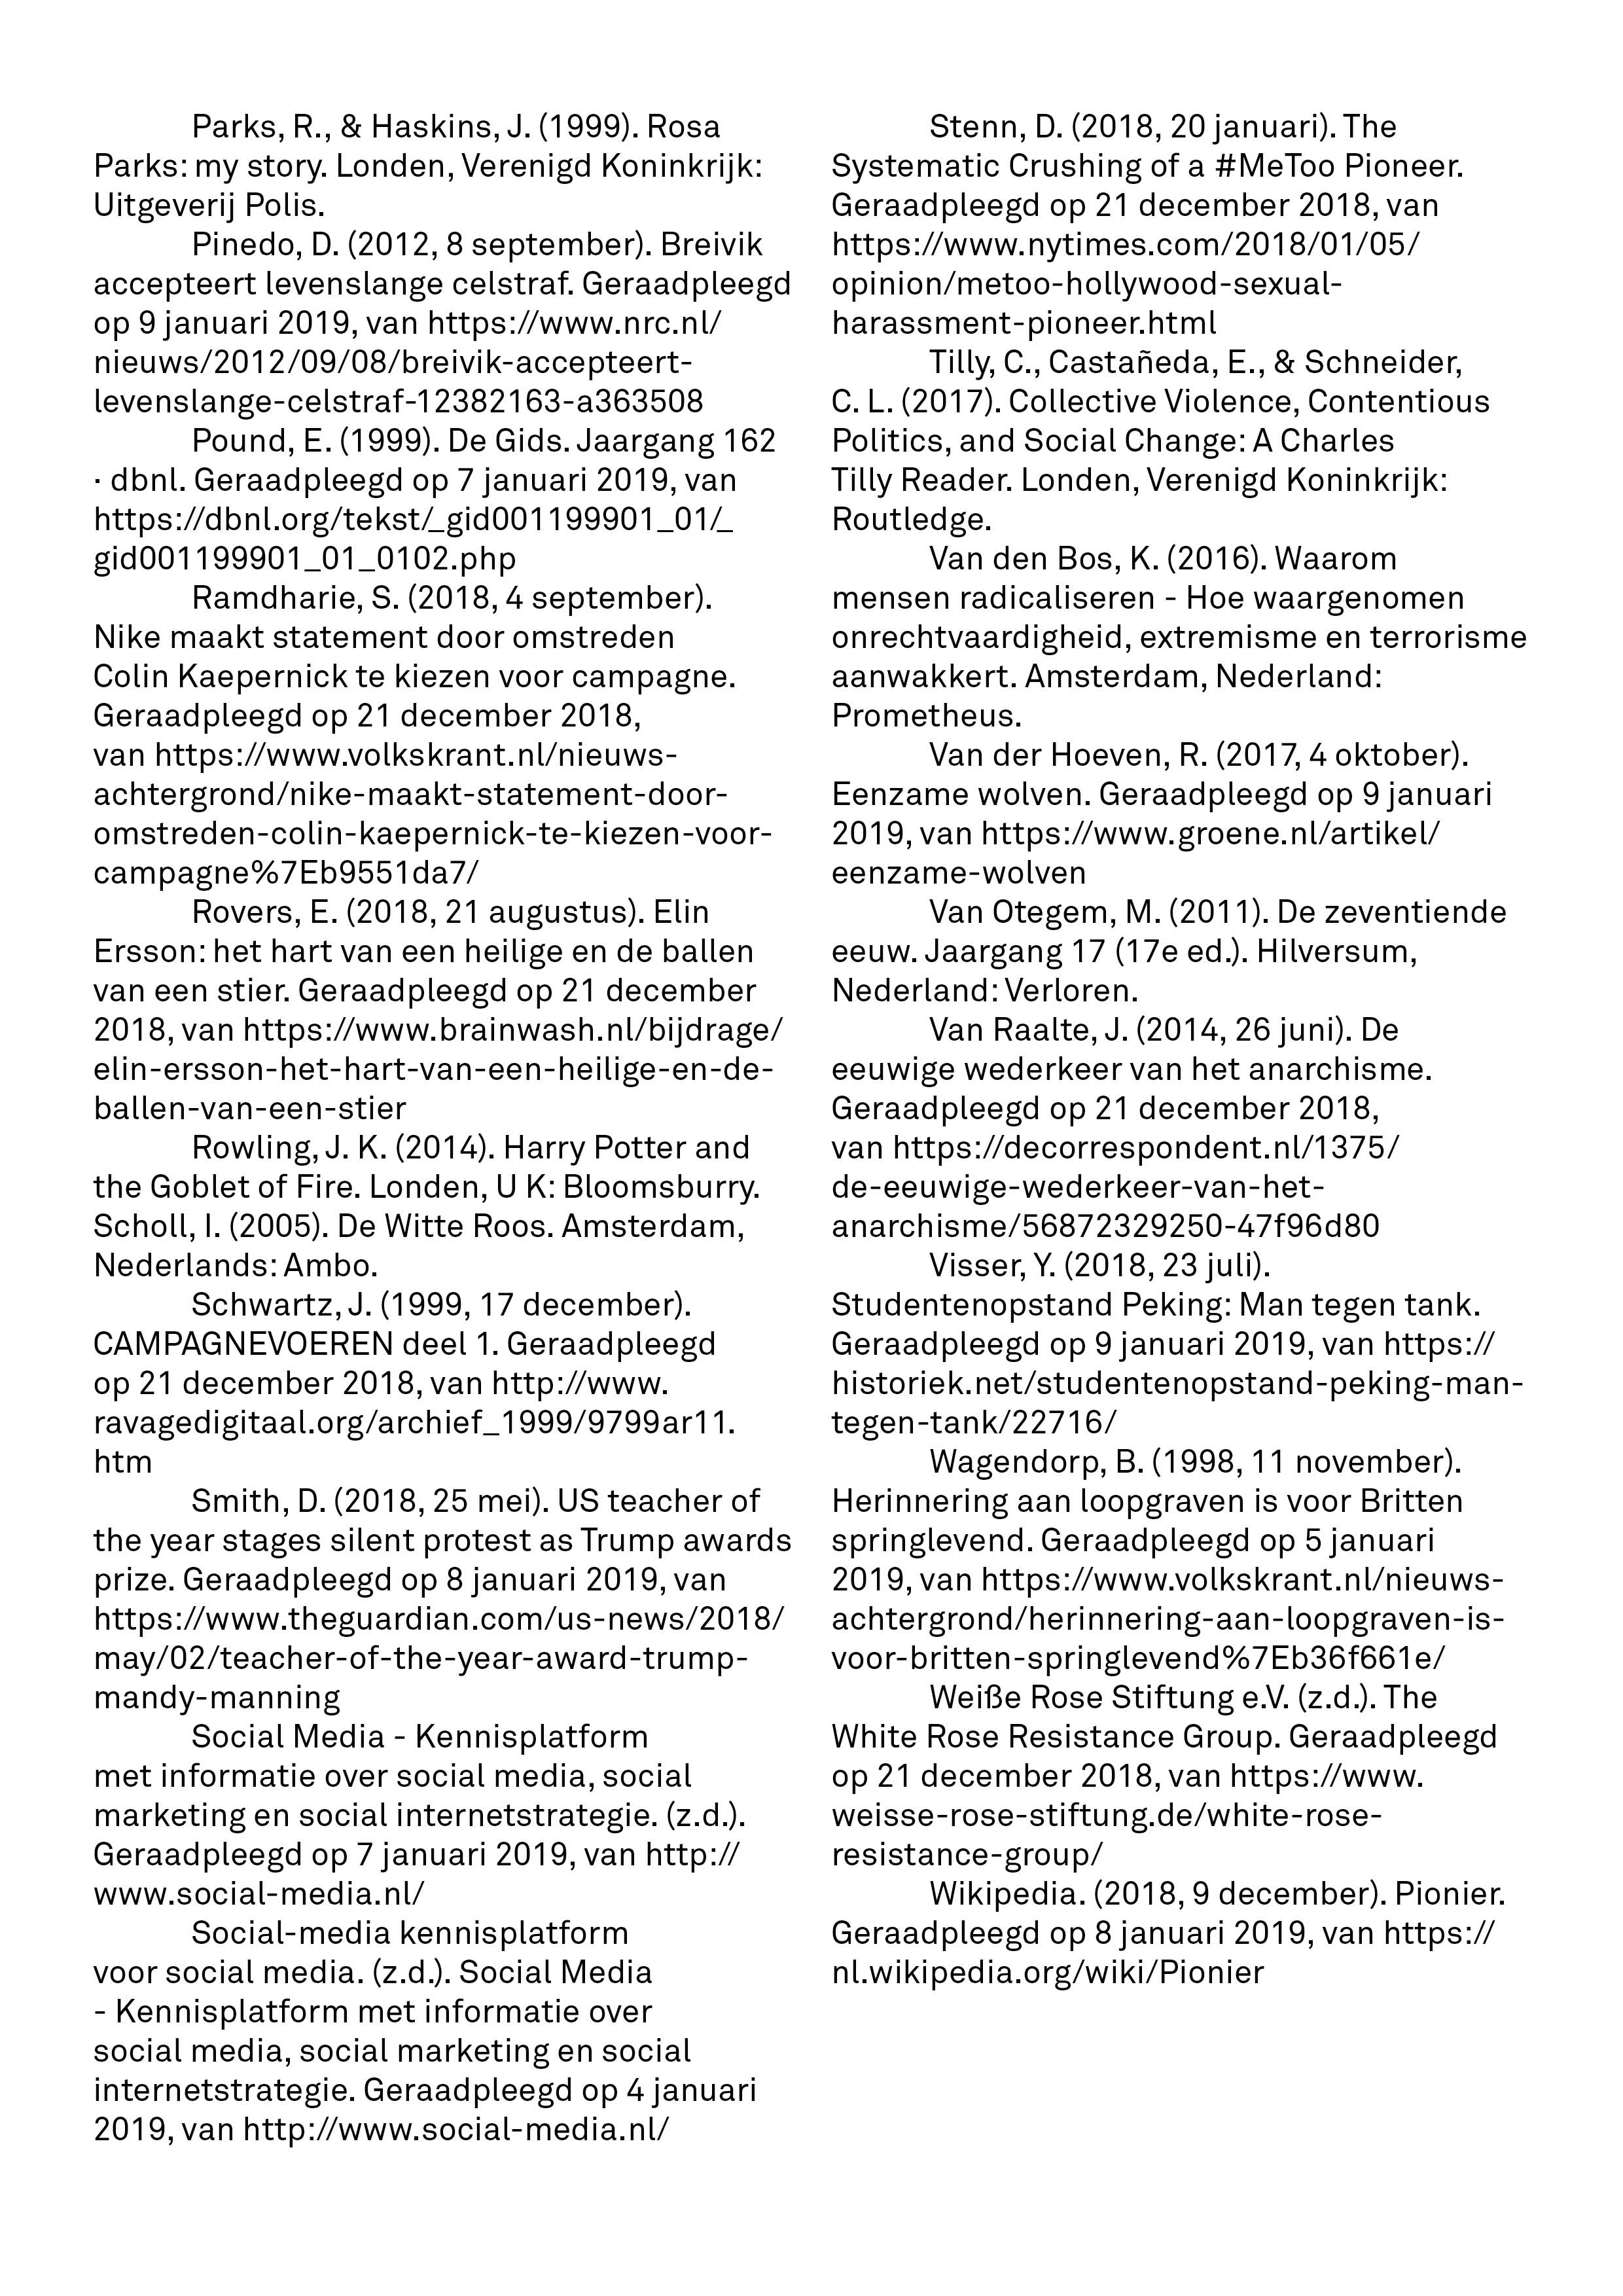 Parks, R., & Haskins, J. (1999). Rosa
Parks: my story. Londen, Verenigd Koninkrijk:
Uitgeverij Polis.
Pinedo, D. (2012, 8 september). Breivik
accepteert levenslange celstraf. Geraadpleegd
op 9 januari 2019, van https://www.nrc.nl/
nieuws/2012/09/08/breivik-accepteert-
levenslange-celstraf-12382163-a363508
Pound, E. (1999). De Gids. Jaargang 162
· dbnl. Geraadpleegd op 7 januari 2019, van
https://dbnl.org/tekst/_gid001199901_01/_
gid001199901_01_0102.php
Ramdharie, S. (2018, 4 september).
Nike maakt statement door omstreden
Colin Kaepernick te kiezen voor campagne.
Geraadpleegd op 21 december 2018,
van https://www.volkskrant.nl/nieuws-
achtergrond/nike-maakt-statement-door-
omstreden-colin-kaepernick-te-kiezen-voor-
campagne%7Eb9551da7/
Rovers, E. (2018, 21 augustus). Elin
Ersson: het hart van een heilige en de ballen
van een stier. Geraadpleegd op 21 december
2018, van https://www.brainwash.nl/bijdrage/
elin-ersson-het-hart-van-een-heilige-en-de-
ballen-van-een-stier
Rowling, J. K. (2014). Harry Potter and
the Goblet of Fire. Londen, U K: Bloomsburry.
Scholl, I. (2005). De Witte Roos. Amsterdam,
Nederlands: Ambo.
Schwartz, J. (1999, 17 december).
CAMPAGNEVOEREN deel 1. Geraadpleegd
op 21 december 2018, van http://www.
ravagedigitaal.org/archief_1999/9799ar11.
htm
Smith, D. (2018, 25 mei). US teacher of
the year stages silent protest as Trump awards
prize. Geraadpleegd op 8 januari 2019, van
https://www.theguardian.com/us-news/2018/
may/02/teacher-of-the-year-award-trump-
mandy-manning
Social Media - Kennisplatform
met informatie over social media, social
marketing en social internetstrategie. (z.d.).
Geraadpleegd op 7 januari 2019, van http://
www.social-media.nl/
Social-media kennisplatform
voor social media. (z.d.). Social Media
- Kennisplatform met informatie over
social media, social marketing en social
internetstrategie. Geraadpleegd op 4 januari
2019, van http://www.social-media.nl/
Stenn, D. (2018, 20 januari). The
Systematic Crushing of a #MeToo Pioneer.
Geraadpleegd op 21 december 2018, van
https://www.nytimes.com/2018/01/05/
opinion/metoo-hollywood-sexual-
harassment-pioneer.html
Tilly, C., Castañeda, E., & Schneider,
C. L. (2017). Collective Violence, Contentious
Politics, and Social Change: A Charles
Tilly Reader. Londen, Verenigd Koninkrijk:
Routledge.
Van den Bos, K. (2016). Waarom
mensen radicaliseren - Hoe waargenomen
onrechtvaardigheid, extremisme en terrorisme
aanwakkert. Amsterdam, Nederland:
Prometheus.
Van der Hoeven, R. (2017, 4 oktober).
Eenzame wolven. Geraadpleegd op 9 januari
2019, van https://www.groene.nl/artikel/
eenzame-wolven
Van Otegem, M. (2011). De zeventiende
eeuw. Jaargang 17 (17e ed.). Hilversum,
Nederland: Verloren.
Van Raalte, J. (2014, 26 juni). De
eeuwige wederkeer van het anarchisme.
Geraadpleegd op 21 december 2018,
van https://decorrespondent.nl/1375/
de-eeuwige-wederkeer-van-het-
anarchisme/56872329250-47f96d80
Visser, Y. (2018, 23 juli).
Studentenopstand Peking: Man tegen tank.
Geraadpleegd op 9 januari 2019, van https://
historiek.net/studentenopstand-peking-man-
tegen-tank/22716/
Wagendorp, B. (1998, 11 november).
Herinnering aan loopgraven is voor Britten
springlevend. Geraadpleegd op 5 januari
2019, van https://www.volkskrant.nl/nieuws-
achtergrond/herinnering-aan-loopgraven-is-
voor-britten-springlevend%7Eb36f661e/
Weiße Rose Stiftung e.V. (z.d.). The
White Rose Resistance Group. Geraadpleegd
op 21 december 2018, van https://www.
weisse-rose-stiftung.de/white-rose-
resistance-group/
Wikipedia. (2018, 9 december). Pionier.
Geraadpleegd op 8 januari 2019, van https://
nl.wikipedia.org/wiki/Pionier